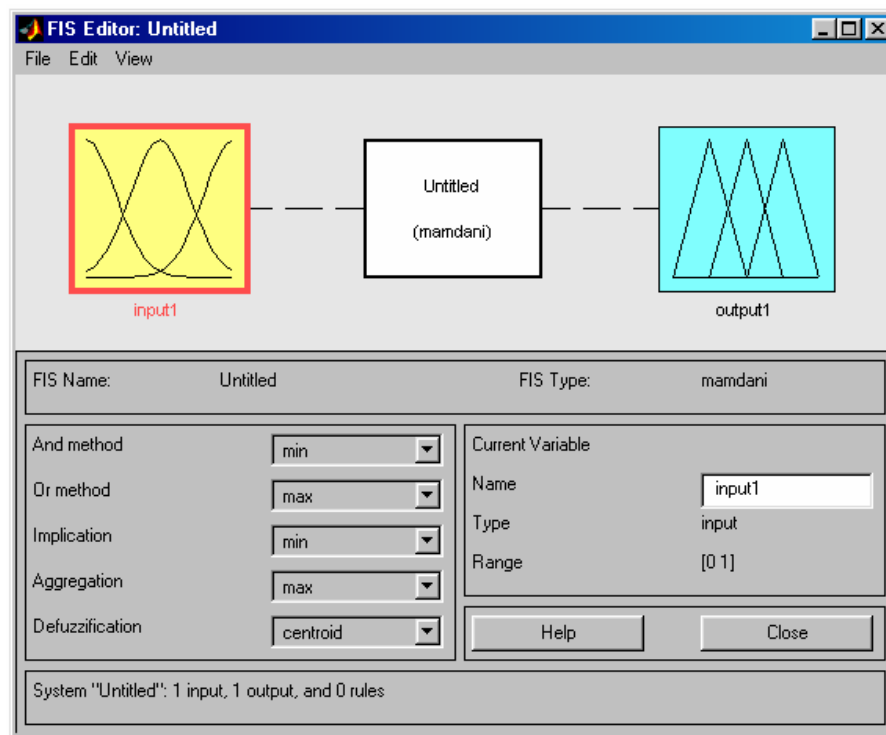 FIS Editor: Untitled
File Edit View
Untitled
(mamdani)
input1
output1
FIS Name: Untitled FIS Type: mamdani
And method min
Or method max
Implication min
Aggregation max
Defuzzification centroid
Current Variable
Name input1
Type input
Range [0 1]
Help Close
System "Untitled": 1 input, 1 output, and 0 rules